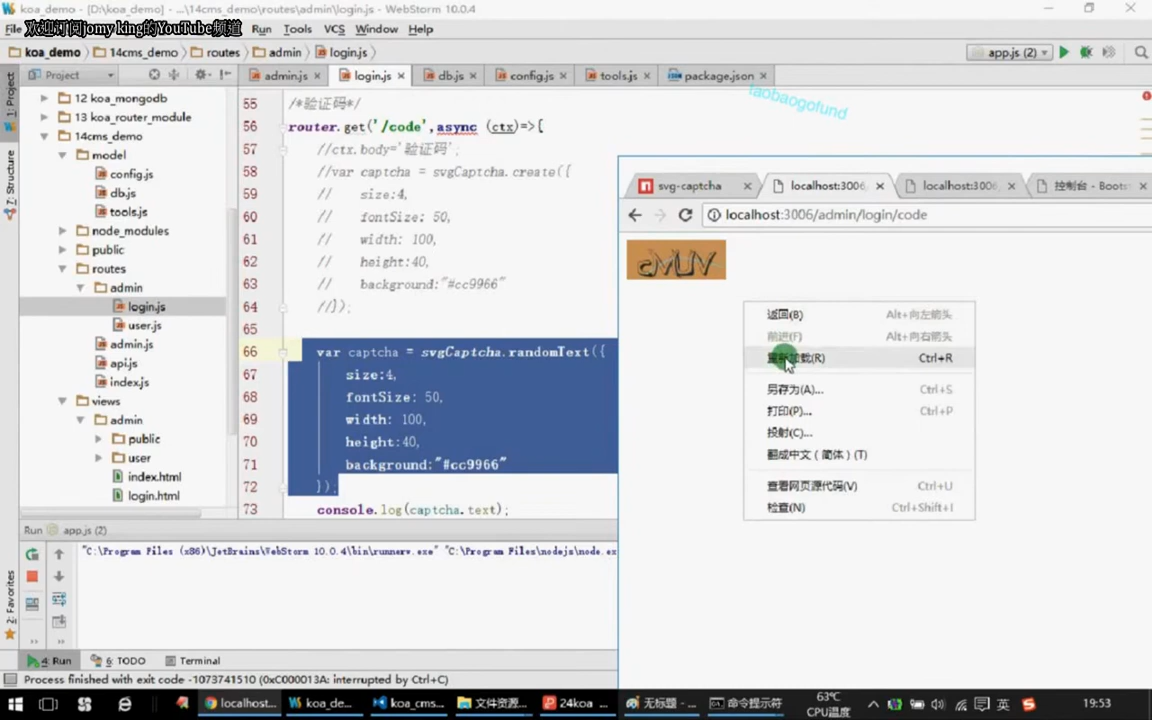 koa_demo - [D:\koa_demo] - ...\14cms_demo\routes\admin\login.js - WebStorm 10.0.4
File
欢迎订阅jomy king的YouTube频道
Run Tools VCS Window Help
koa_demo 14cms_demo routes admin login.js
app.js (2)
Project
admin.js login.js db.js config.js tools.js package.json
taobaogofund
1: Project
Structure
2: Favorites
12 koa_mongodb
13 koa_router_module
14cms_demo
model
config.js
db.js
tools.js
node_modules
public
routes
admin
login.js
user.js
admin.js
api.js
index.js
views
admin
public
user
index.html
login.html
55 /*验证码*/
56 router.get('/code',async (ctx)=>{
57 //ctx.body='验证码';
58 //var captcha = svgCaptcha.create({
59 // size:4,
60 // fontSize: 50,
61 // width: 100,
62 // height:40,
63 // background:"#cc9966"
64 //});
65
66 var captcha = svgCaptcha.randomText({
67 size:4,
68 fontSize: 50,
69 width: 100,
70 height:40,
71 background:"#cc9966"
72 });
73 console.log(captcha.text);
svg-captcha localhost:3006/ localhost:3006/ 控制台 - Boots
localhost:3006/admin/login/code
返回(B) Alt+向左箭头
前进(F) Alt+向右箭头
重新加载(R) Ctrl+R
另存为(A)... Ctrl+S
打印(P)... Ctrl+P
投射(C)...
翻成中文（简体）(T)
查看网页源代码(V) Ctrl+U
检查(N) Ctrl+Shift+I
Run app.js (2)
"C:\Program Files (x86)\JetBrains\WebStorm 10.0.4\bin\runnerw.exe" "C:\Program Files\nodejs\node.ex
4: Run 6: TODO Terminal
Process finished with exit code -1073741510 (0xC000013A: interrupted by Ctrl+C)
localhost... koa_de... koa_cms... 文件资源... 24koa ... 无标题 - ... 命令提示符
63℃
CPU温度
英
19:53